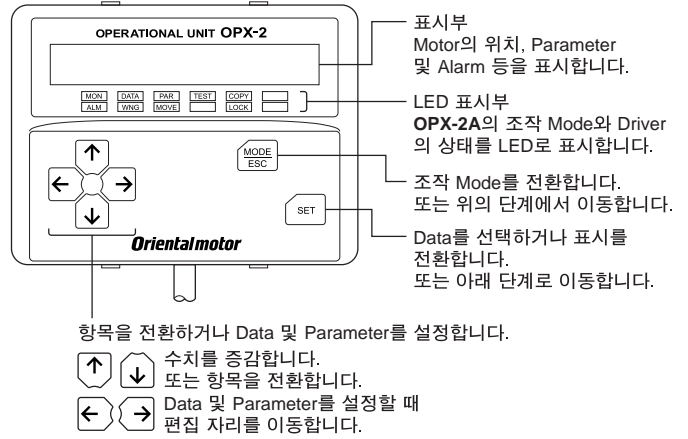 OPERATIONAL UNIT OPX-2
MON DATA PAR TEST COPY
ALM WNG MOVE LOCK
MODE
ESC
SET
Orientalmotor
표시부
Motor의 위치, Parameter
및 Alarm 등을 표시합니다.
LED 표시부
OPX-2A의 조작 Mode와 Driver
의 상태를 LED로 표시합니다.
조작 Mode를 전환합니다.
또는 위의 단계에서 이동합니다.
Data를 선택하거나 표시를
전환합니다.
또는 아래 단계로 이동합니다.
항목을 전환하거나 Data 및 Parameter를 설정합니다.
수치를 증감합니다.
또는 항목을 전환합니다.
Data 및 Parameter를 설정할 때
편집 자리를 이동합니다.